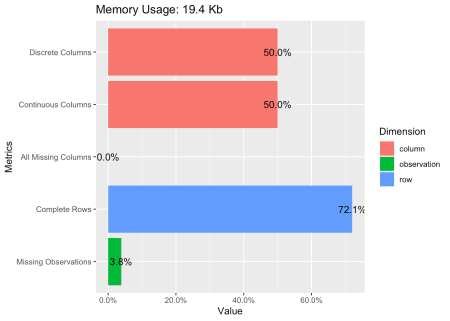 Memory Usage: 19.4 Kb
Discrete Columns
50.0%
Continuous Columns
50.0%
All Missing Columns
0.0%
Complete Rows
72.1%
Missing Observations
3.8%
0.0%
20.0%
40.0%
60.0%
Value
Metrics
Dimension
column
observation
row